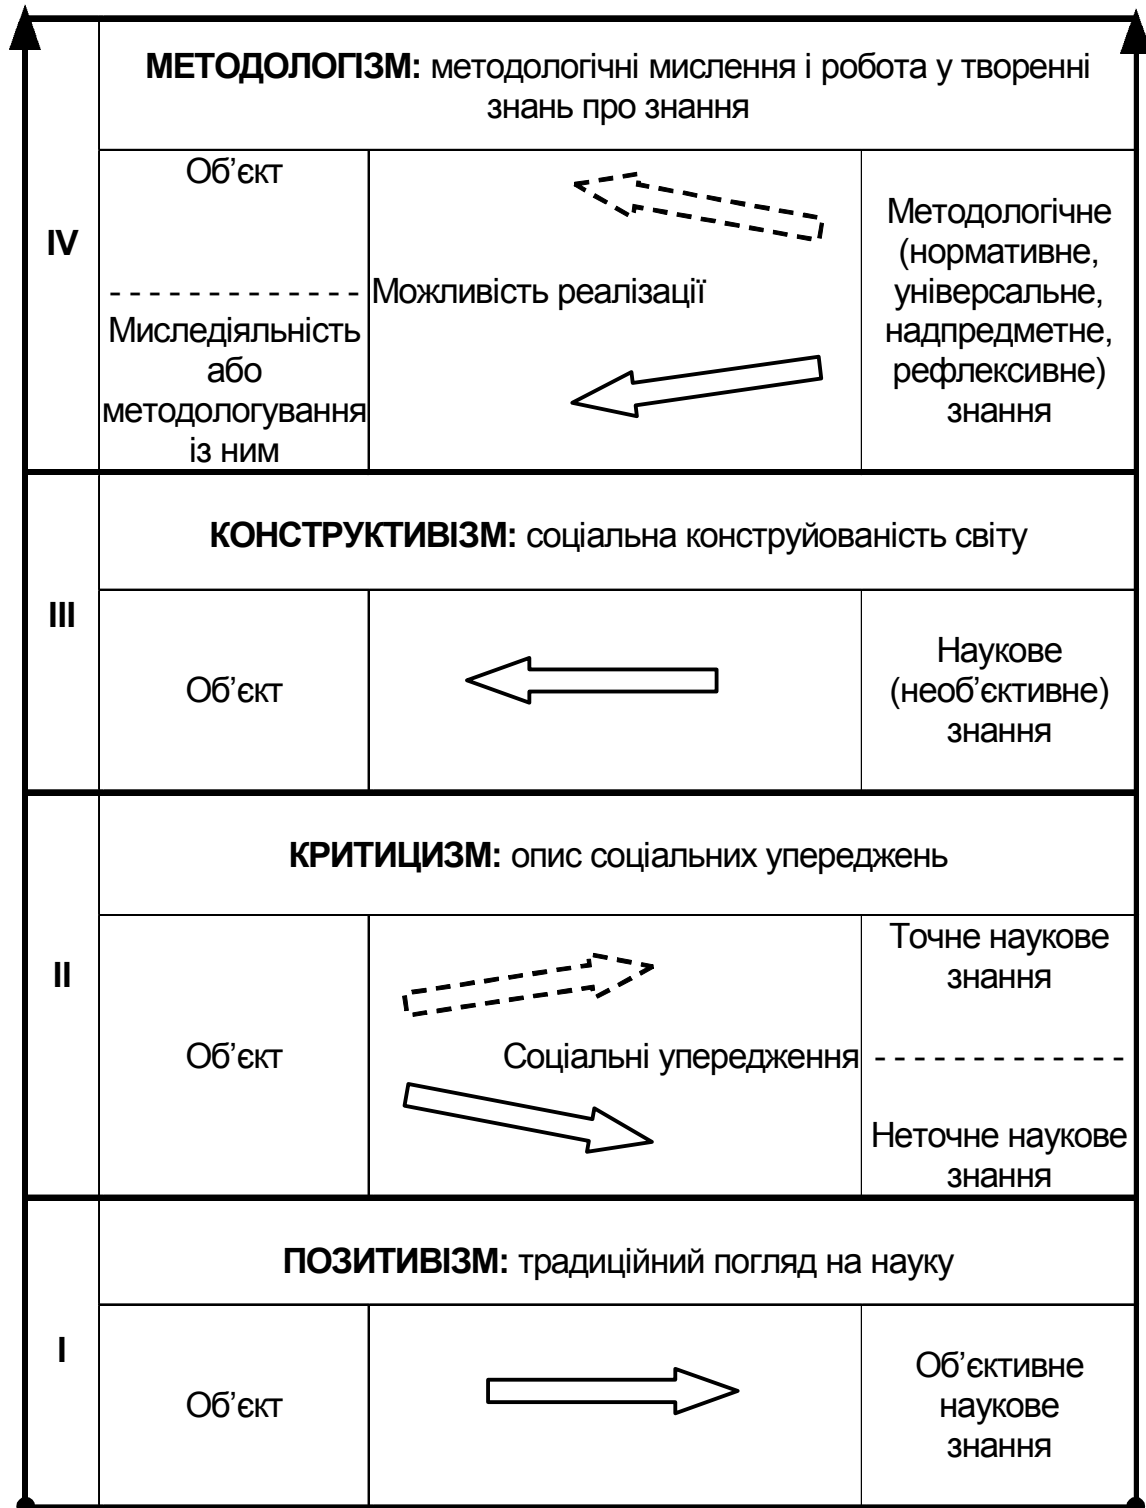 МЕТОДОЛОГІЗМ: методологічні мислення і робота у творенні
знань про знання
IV
Об’єкт
Миследіяльність
або
методологування
із ним
Можливість реалізації
Методологічне
(нормативне,
універсальне,
надпредметне,
рефлексивне)
знання
КОНСТРУКТИВІЗМ: соціальна конструйованість світу
III
Об’єкт
Наукове
(необ’єктивне)
знання
КРИТИЦИЗМ: опис соціальних упереджень
II
Об’єкт
Соціальні упередження
Точне наукове
знання
Неточне наукове
знання
ПОЗИТИВІЗМ: традиційний погляд на науку
I
Об’єкт
Об’єктивне
наукове
знання